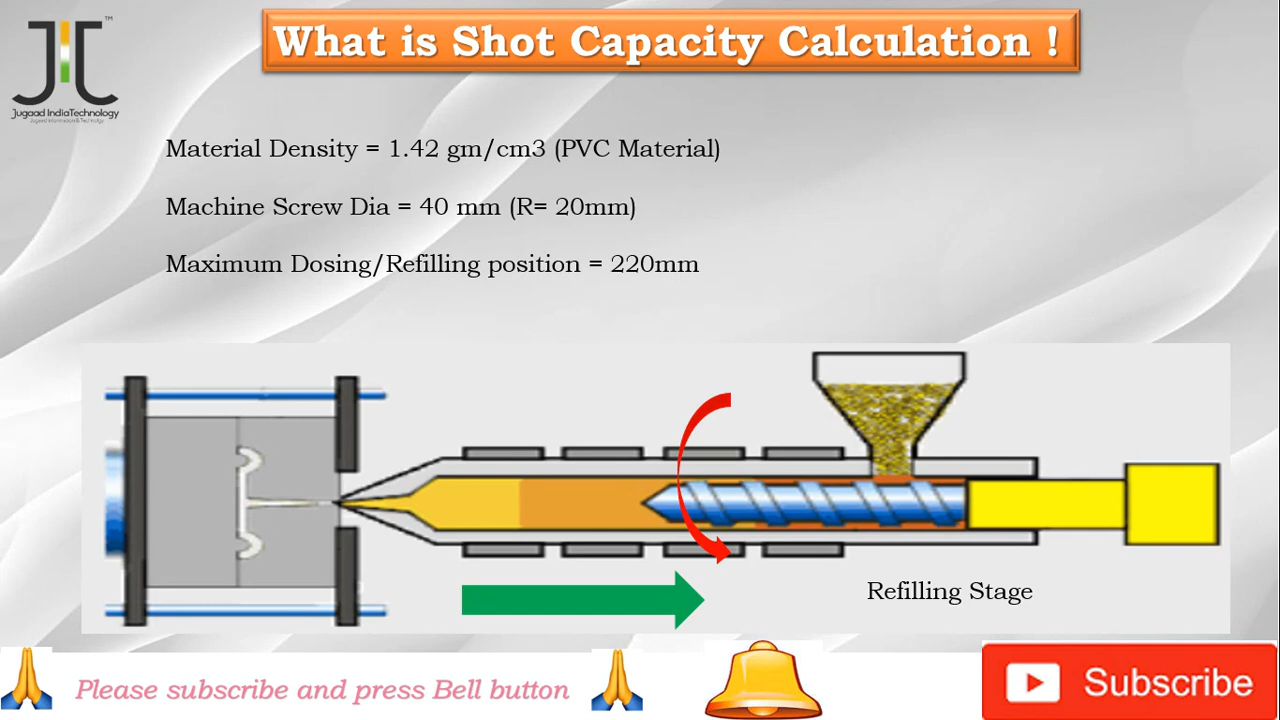 What is Shot Capacity Calculation !
TM
Jugaad IndiaTechnology
Material Density = 1.42 gm/cm3 (PVC Material)
Machine Screw Dia = 40 mm (R= 20mm)
Maximum Dosing/Refilling position = 220mm
Refilling Stage
Please subscribe and press Bell button
Subscribe